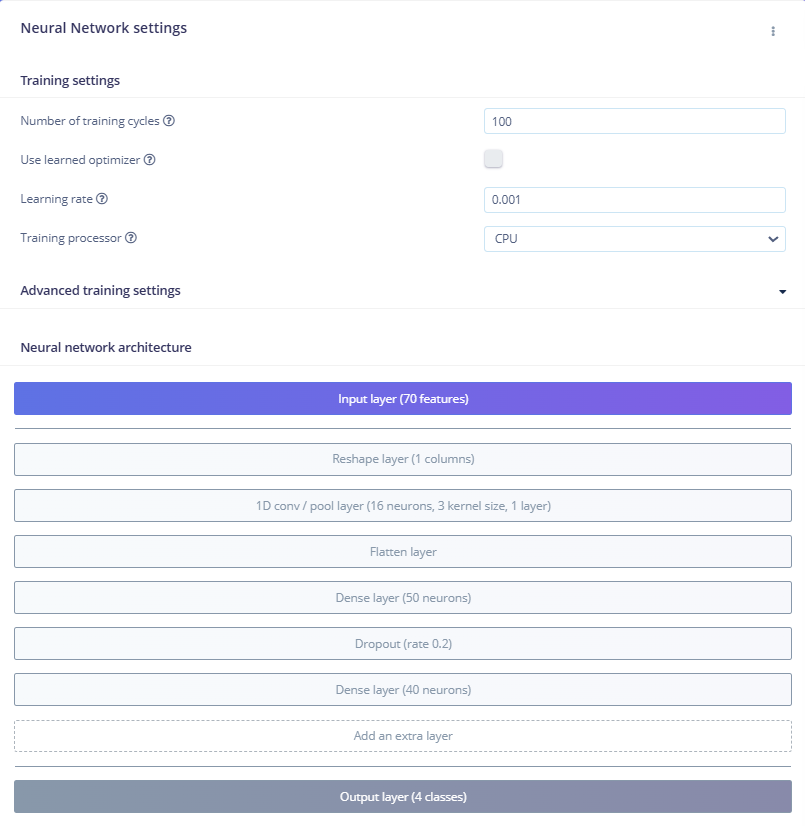 Neural Network settings
Training settings
Number of training cycles
100
Use learned optimizer
Learning rate
0.001
Training processor
CPU
Advanced training settings
Neural network architecture
Input layer (70 features)
Reshape layer (1 columns)
1D conv / pool layer (16 neurons, 3 kernel size, 1 layer)
Flatten layer
Dense layer (50 neurons)
Dropout (rate 0.2)
Dense layer (40 neurons)
Add an extra layer
Output layer (4 classes)